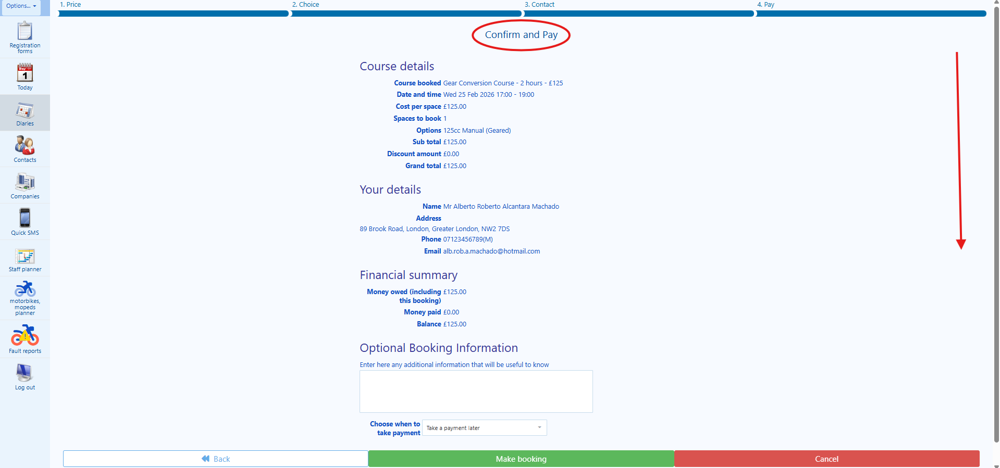 Options...
1. Price
2. Choice
3. Contact
4. Pay
Registration
forms
Day
1
Today
Diaries
Contacts
Companies
Quick SMS
Staff planner
motorbikes,
mopeds
planner
Fault reports
Log out
Confirm and Pay
Course details
Course booked Gear Conversion Course - 2 hours - £125
Date and time Wed 25 Feb 2026 17:00 - 19:00
Cost per space £125.00
Spaces to book 1
Options 125cc Manual (Geared)
Sub total £125.00
Discount amount £0.00
Grand total £125.00
Your details
Name Mr Alberto Roberto Alcantara Machado
Address
89 Brook Road, London, Greater London, NW2 7DS
Phone 07123456789(M)
Email alb.rob.a.machado@hotmail.com
Financial summary
Money owed (including £125.00
this booking)
Money paid £0.00
Balance £125.00
Optional Booking Information
Enter here any additional information that will be useful to know
Choose when to
take payment
Take a payment later
Back
Make booking
Cancel